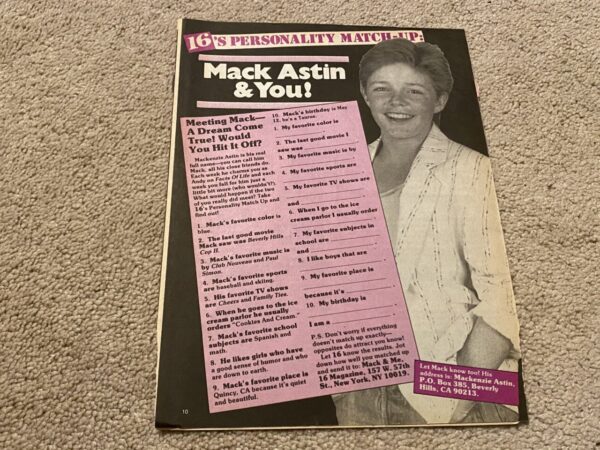 16'S PERSONALITY MATCH-UP:
Mack Astin
& You!
Meeting Mack—
A Dream Come
True! Would
You Hit It Off?
Mackenzie Astin is his real
full name—you can call him
Mack, all his close friends do.
Each week he charms you as
Andy on Facts Of Life and each
week you fall for him just a
little bit more (who wouldn't?).
What would happen if the two
of you really did meet? Take
16's Personality Match Up and
find out!
1. Mack's favorite color is
blue.
2. The last good movie
Mack saw was Beverly Hills
Cop II.
3. Mack's favorite music is
by Club Nouveau and Paul
Simon.
4. Mack's favorite sports
are baseball and skiing.
5. His favorite TV shows
are Cheers and Family Ties.
6. When he goes to the ice
cream parlor he usually
orders "Cookies And Cream."
7. Mack's favorite school
subjects are Spanish and
math.
8. He likes girls who have
a good sense of humor and who
are down to earth.
9. Mack's favorite place is
Quincy, CA because it's quiet
and beautiful.
10. Mack's birthday is May
12, he's a Taurus.
1. My favorite color is
2. The last good movie I
saw was
3. My favorite music is by
4. My favorite sports are
5. My favorite TV shows are
and
6. When I go to the ice
cream parlor I usually order
7. My favorite subjects in
school are
and
8. I like boys that are
9. My favorite place is
because it's
10. My birthday is
I am a
P.S. Don't worry if everything
doesn't match up exactly—
opposites do attract you know!
Let 16 know the results. Jot
down how well you matched up
and send it to: Mack & Me,
16 Magazine, 157 W. 57th
St., New York, NY 10019.
Let Mack know too! His
address is: Mackenzie Astin,
P.O. Box 385, Beverly
Hills, CA 90213.
10